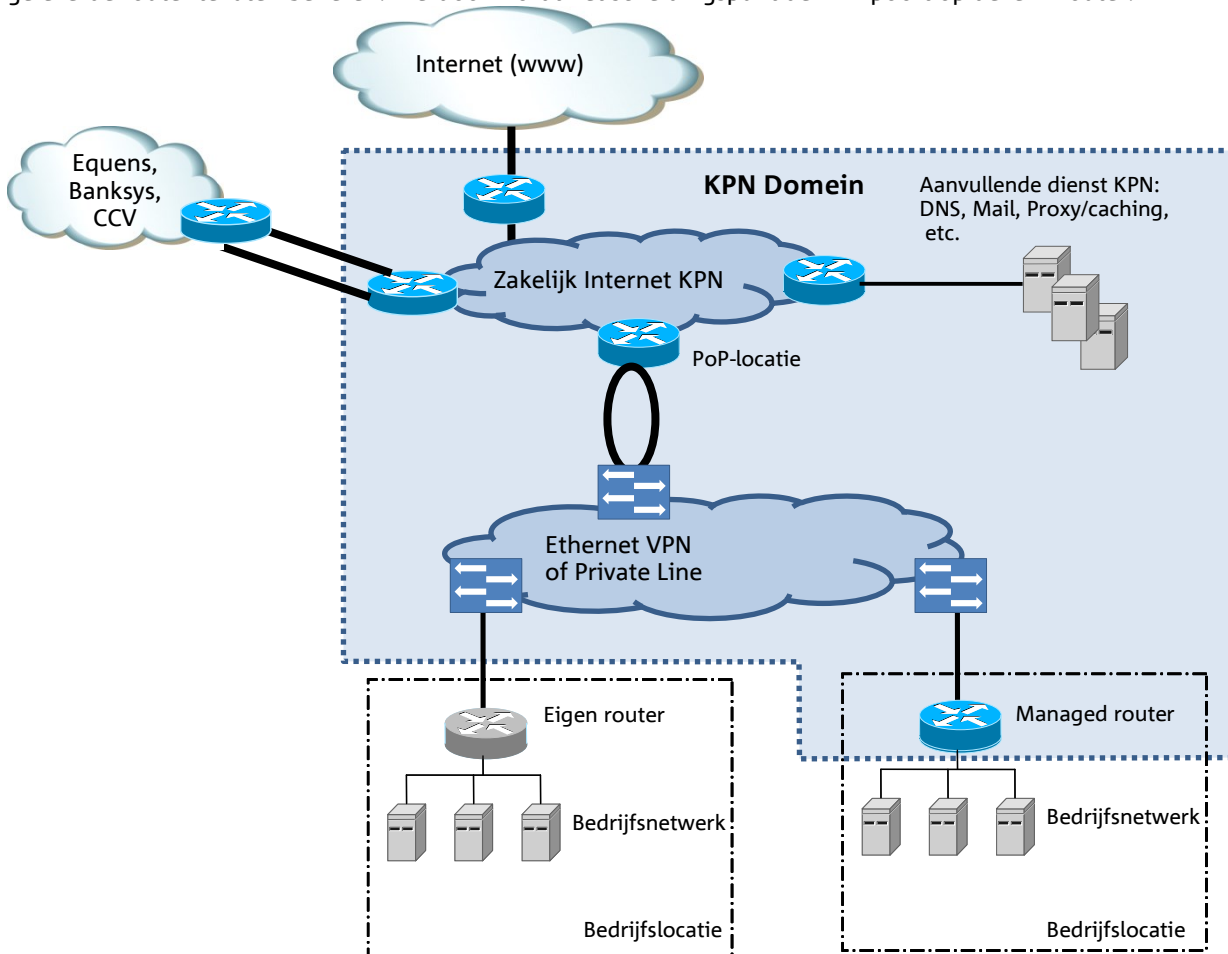 Internet (www)
Equens,
Banksys,
CCV
KPN Domein
Aanvullende dienst KPN:
DNS, Mail, Proxy/caching,
etc.
Zakelijk Internet KPN
PoP-locatie
Ethernet VPN
of Private Line
Eigen router
Managed router
Bedrijfsnetwerk
Bedrijfsnetwerk
Bedrijfslocatie
Bedrijfslocatie